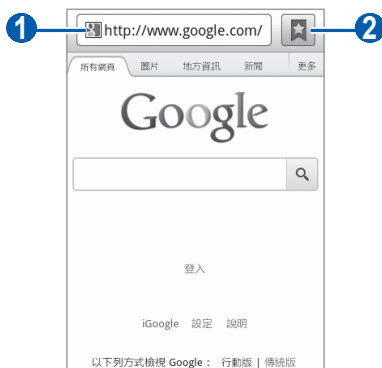 1 http://www.google.com/ 2
所有網頁 圖片 地方資訊 新聞 更多
Google
登入
iGoogle 設定 說明
以下列方式檢視 Google： 行動版 | 傳統版